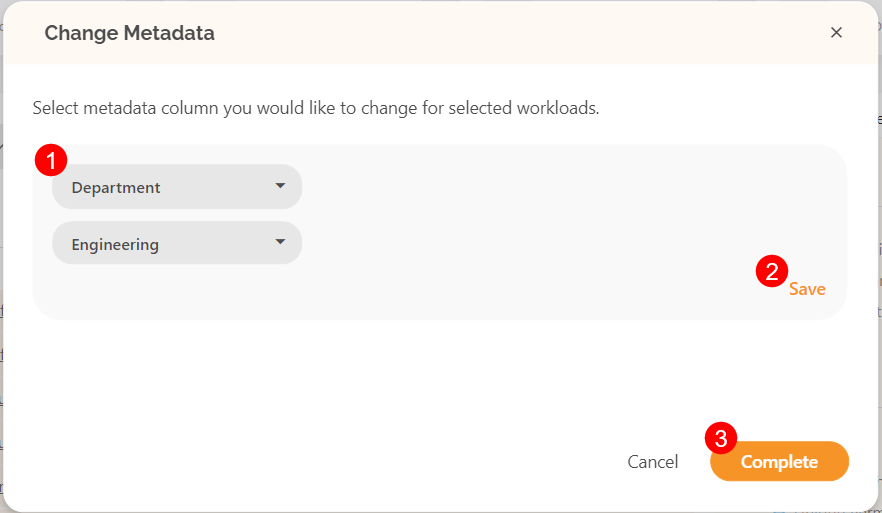 Change Metadata
Select metadata column you would like to change for selected workloads.
1
Department
Engineering
2
Save
3
Cancel
Complete